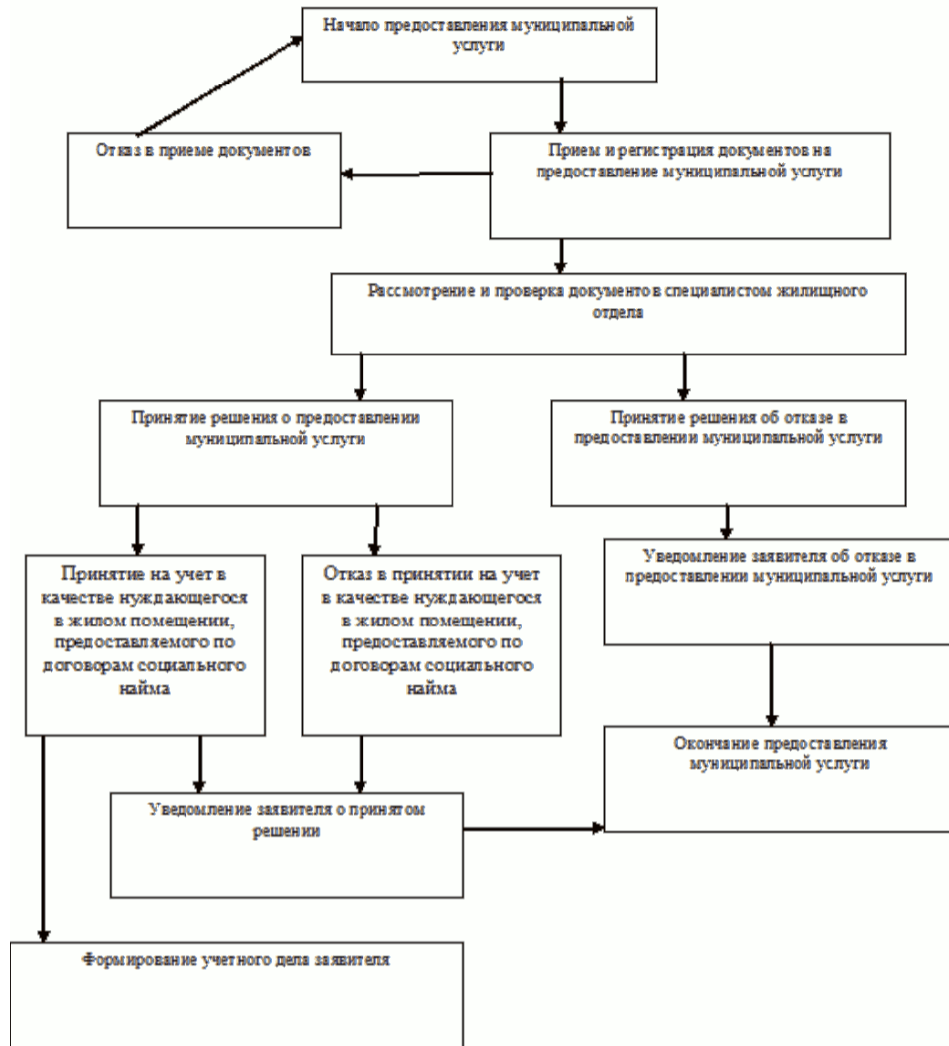 Начало предоставления муниципальной
услуги
Отказ в приеме документов
Прием и регистрация документов на
предоставление муниципальной услуги
Рассмотрение и проверка документов специалистом жилищного
отдела
Принятие решения о предоставлении
муниципальной услуги
Принятие решения об отказе в
предоставлении муниципальной услуги
Принятие на учет в
качестве нуждающегося
в жилом помещении,
предоставляемого по
договорам социального
найма
Отказ в принятии на учет
в качестве нуждающегося
в жилом помещении,
предоставляемого по
договорам социального
найма
Уведомление заявителя об отказе в
предоставлении муниципальной услуги
Окончание предоставления
муниципальной услуги
Уведомление заявителя о принятом
решении
Формирование учетного дела заявителя